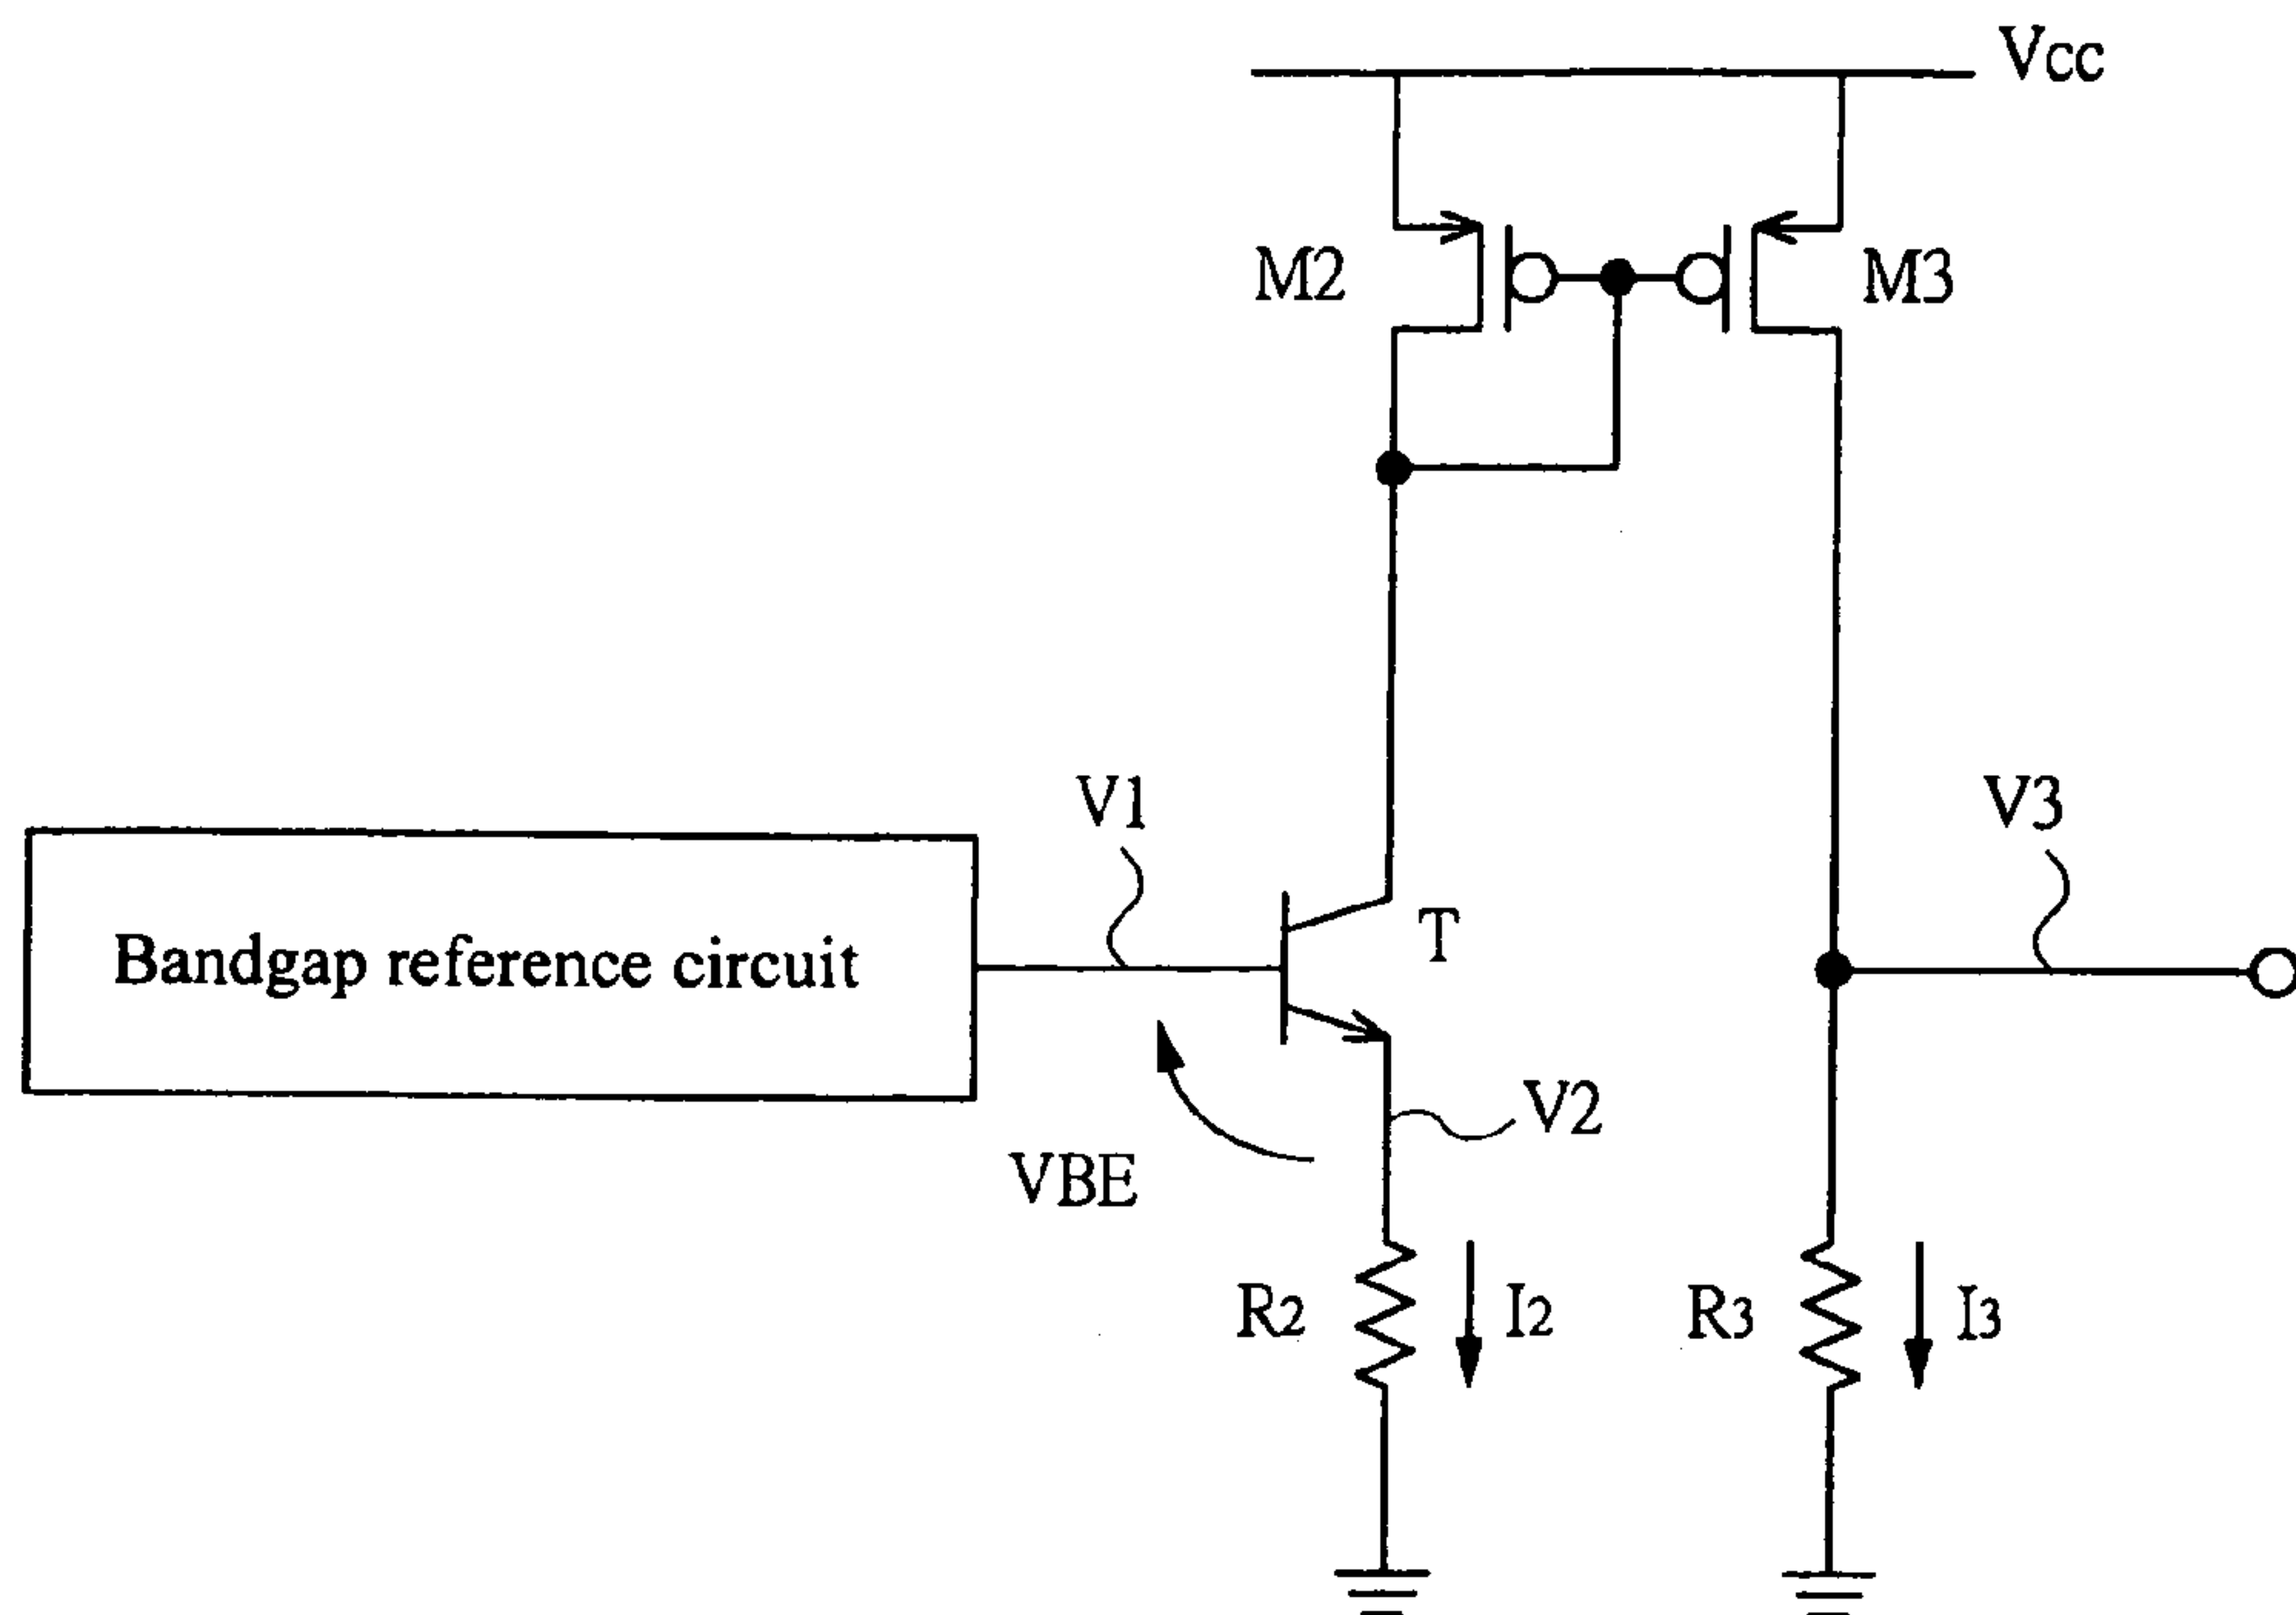 Vcc
M2
M3
V1
V3
Bandgap reference circuit
T
V2
VBE
R2
I2
R3
I3